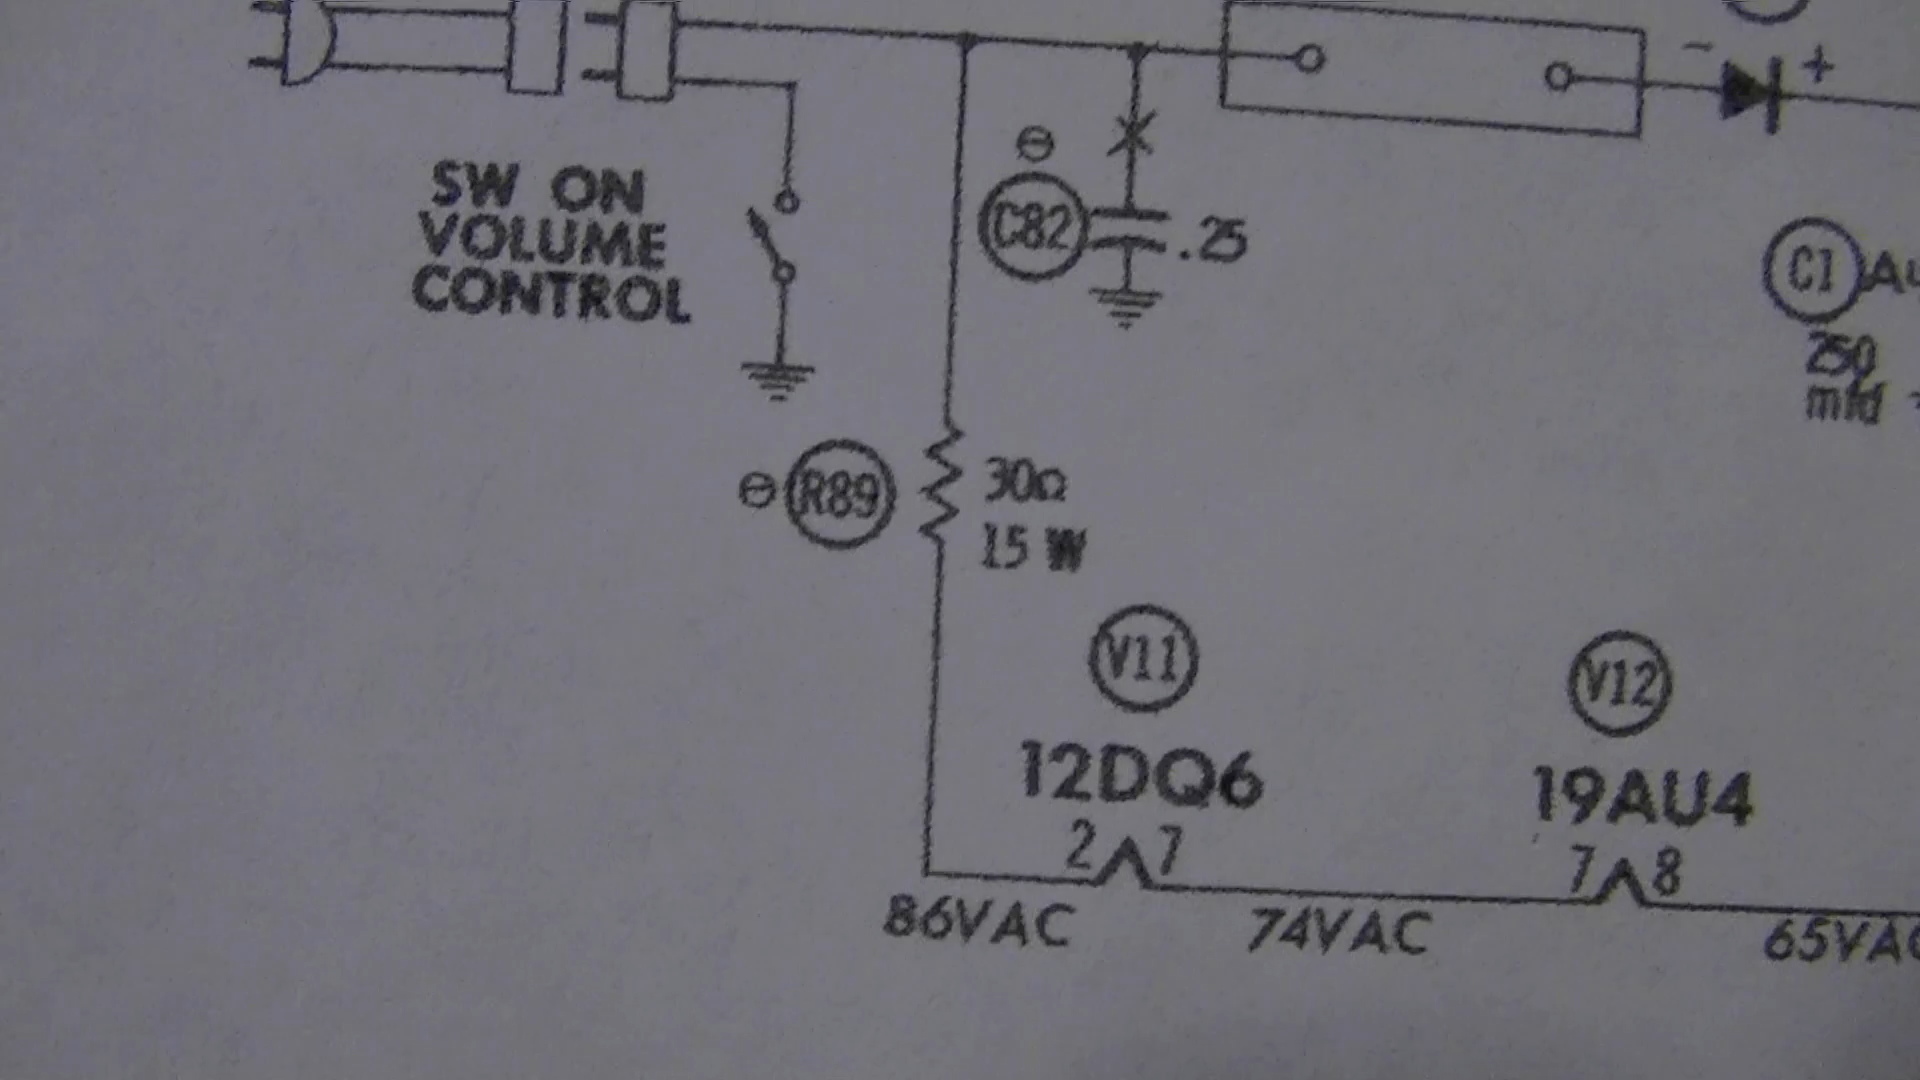 - +
SW ON
VOLUME
CONTROL
C82
.25
C1
250
mfd
R89
30Ω
15 W
V11
12DQ6
2 7
V12
19AU4
7 8
86VAC
74VAC
65VAC